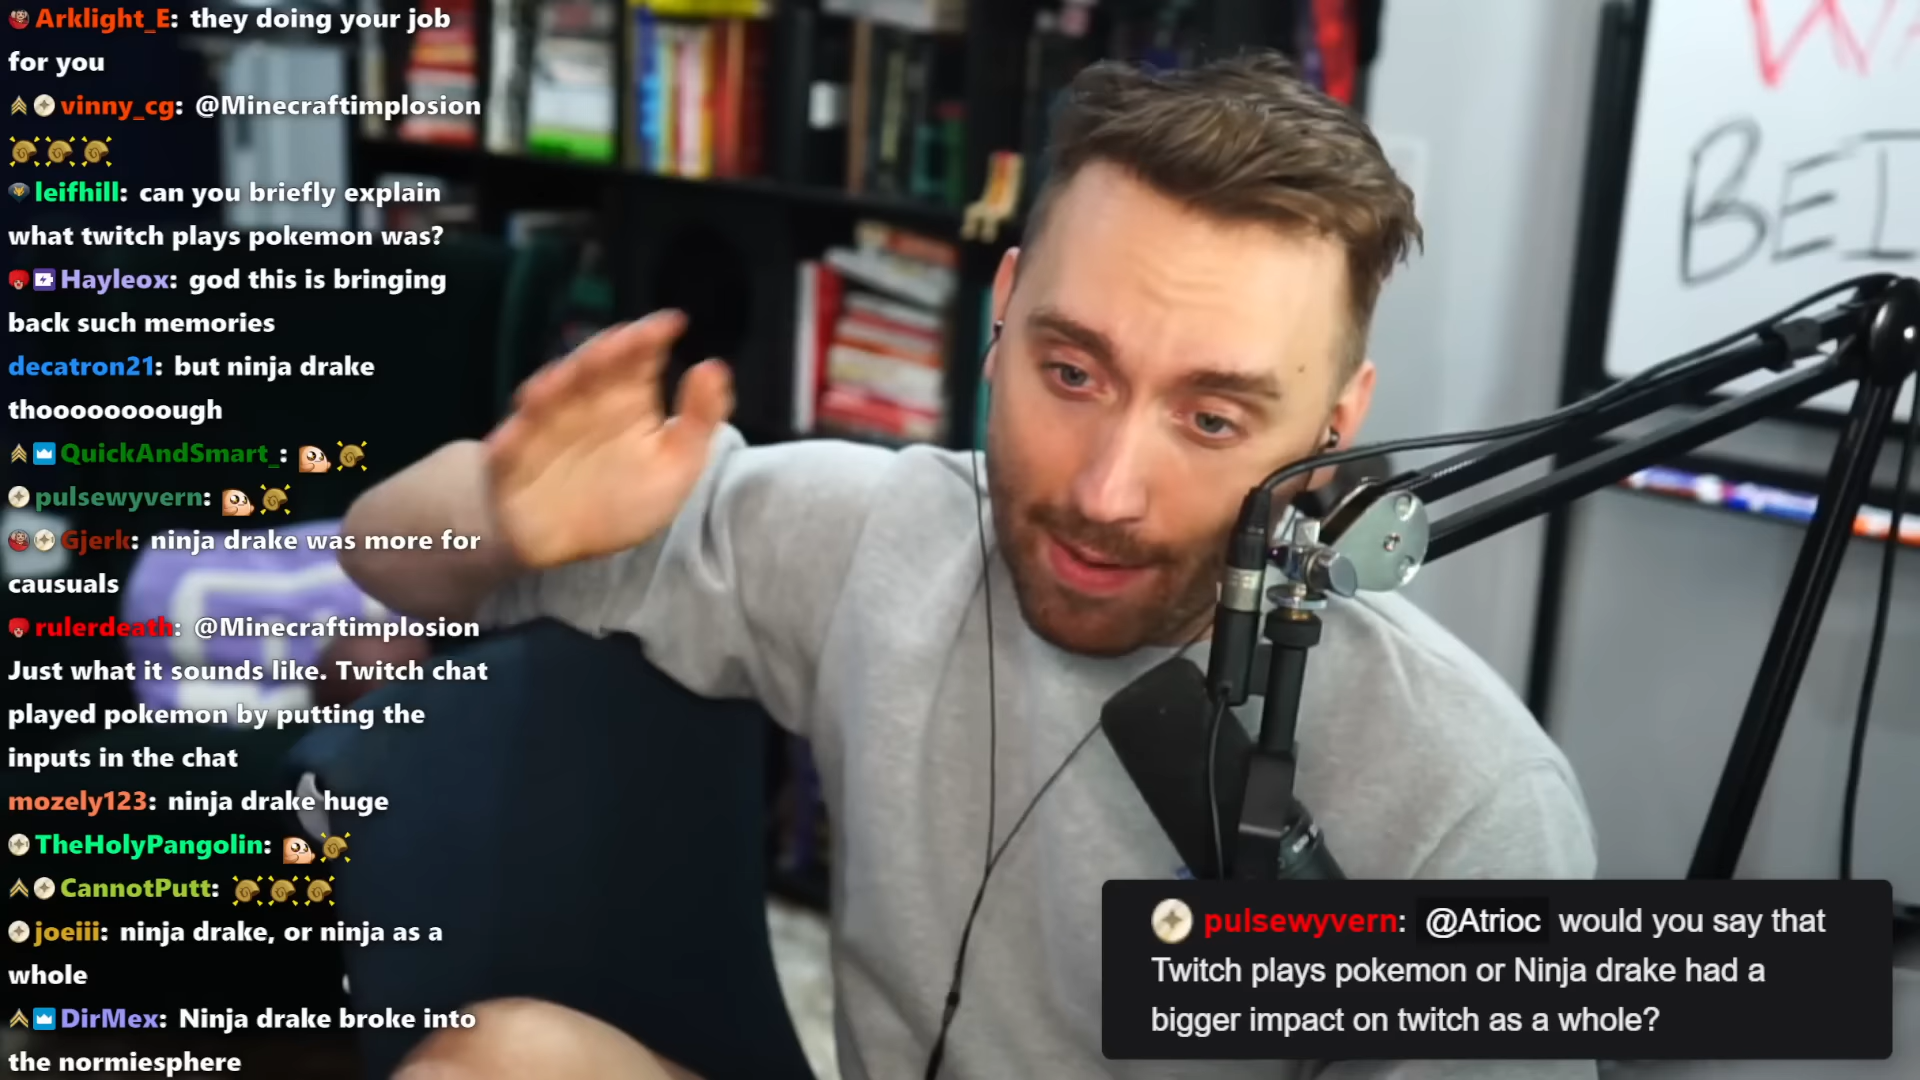 Arklight_E: they doing your job
for you
vinny_cg: @Minecraftimplosion
leifhill: can you briefly explain
what twitch plays pokemon was?
Hayleox: god this is bringing
back such memories
decatron21: but ninja drake
thooooooooough
QuickAndSmart_:
pulsewyvern:
Gjerk: ninja drake was more for
causuals
rulerdeath: @Minecraftimplosion
Just what it sounds like. Twitch chat
played pokemon by putting the
inputs in the chat
mozely123: ninja drake huge
TheHolyPangolin:
CannotPutt:
joeiii: ninja drake, or ninja as a
whole
DirMex: Ninja drake broke into
the normiesphere
pulsewyvern: @Atrioc would you say that
Twitch plays pokemon or Ninja drake had a
bigger impact on twitch as a whole?